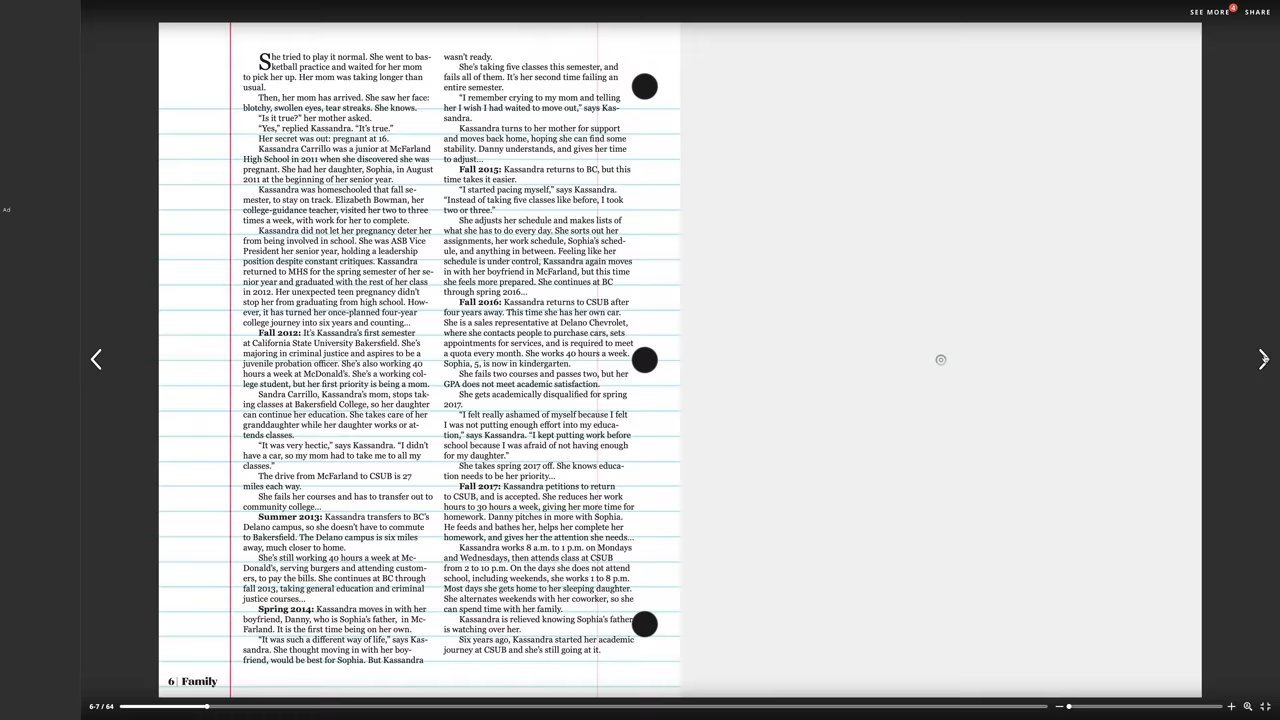 SEE MORE
4
SHARE
Ad
She tried to play it normal. She went to bas-
ketball practice and waited for her mom
to pick her up. Her mom was taking longer than
usual.
Then, her mom has arrived. She saw her face:
blotchy, swollen eyes, tear streaks. She knows.
“Is it true?” her mother asked.
“Yes,” replied Kassandra. “It’s true.”
Her secret was out: pregnant at 16.
Kassandra Carrillo was a junior at McFarland
High School in 2011 when she discovered she was
pregnant. She had her daughter, Sophia, in August
2011 at the beginning of her senior year.
Kassandra was homeschooled that fall se-
mester, to stay on track. Elizabeth Bowman, her
college-guidance teacher, visited her two to three
times a week, with work for her to complete.
Kassandra did not let her pregnancy deter her
from being involved in school. She was ASB Vice
President her senior year, holding a leadership
position despite constant critiques. Kassandra
returned to MHS for the spring semester of her se-
nior year and graduated with the rest of her class
in 2012. Her unexpected teen pregnancy didn’t
stop her from graduating from high school. How-
ever, it has turned her once-planned four-year
college journey into six years and counting...
Fall 2012: It’s Kassandra’s first semester
at California State University Bakersfield. She’s
majoring in criminal justice and aspires to be a
juvenile probation officer. She’s also working 40
hours a week at McDonald’s. She’s a working col-
lege student, but her first priority is being a mom.
Sandra Carrillo, Kassandra’s mom, stops tak-
ing classes at Bakersfield College, so her daughter
can continue her education. She takes care of her
granddaughter while her daughter works or at-
tends classes.
“It was very hectic,” says Kassandra. “I didn’t
have a car, so my mom had to take me to all my
classes.”
The drive from McFarland to CSUB is 27
miles each way.
She fails her courses and has to transfer out to
community college...
Summer 2013: Kassandra transfers to BC’s
Delano campus, so she doesn’t have to commute
to Bakersfield. The Delano campus is six miles
away, much closer to home.
She’s still working 40 hours a week at Mc-
Donald’s, serving burgers and attending custom-
ers, to pay the bills. She continues at BC through
fall 2013, taking general education and criminal
justice courses...
Spring 2014: Kassandra moves in with her
boyfriend, Danny, who is Sophia’s father, in Mc-
Farland. It is the first time being on her own.
“It was such a different way of life,” says Kas-
sandra. She thought moving in with her boy-
friend, would be best for Sophia. But Kassandra
wasn’t ready.
She’s taking five classes this semester, and
fails all of them. It’s her second time failing an
entire semester.
“I remember crying to my mom and telling
her I wish I had waited to move out,” says Kas-
sandra.
Kassandra turns to her mother for support
and moves back home, hoping she can find some
stability. Danny understands, and gives her time
to adjust...
Fall 2015: Kassandra returns to BC, but this
time takes it easier.
“I started pacing myself,” says Kassandra.
“Instead of taking five classes like before, I took
two or three.”
She adjusts her schedule and makes lists of
what she has to do every day. She sorts out her
assignments, her work schedule, Sophia’s sched-
ule, and anything in between. Feeling like her
schedule is under control, Kassandra again moves
in with her boyfriend in McFarland, but this time
she feels more prepared. She continues at BC
through spring 2016...
Fall 2016: Kassandra returns to CSUB after
four years away. This time she has her own car.
She is a sales representative at Delano Chevrolet,
where she contacts people to purchase cars, sets
appointments for services, and is required to meet
a quota every month. She works 40 hours a week.
Sophia, 5, is now in kindergarten.
She fails two courses and passes two, but her
GPA does not meet academic satisfaction.
She gets academically disqualified for spring
2017.
“I felt really ashamed of myself because I felt
I was not putting enough effort into my educa-
tion,” says Kassandra. “I kept putting work before
school because I was afraid of not having enough
for my daughter.”
She takes spring 2017 off. She knows educa-
tion needs to be her priority...
Fall 2017: Kassandra petitions to return
to CSUB, and is accepted. She reduces her work
hours to 30 hours a week, giving her more time for
homework. Danny pitches in more with Sophia.
He feeds and bathes her, helps her complete her
homework, and gives her the attention she needs...
Kassandra works 8 a.m. to 1 p.m. on Mondays
and Wednesdays, then attends class at CSUB
from 2 to 10 p.m. On the days she does not attend
school, including weekends, she works 1 to 8 p.m.
Most days she gets home to her sleeping daughter.
She alternates weekends with her coworker, so she
can spend time with her family.
Kassandra is relieved knowing Sophia’s father
is watching over her.
Six years ago, Kassandra started her academic
journey at CSUB and she’s still going at it.
6 | Family
6-7 / 64